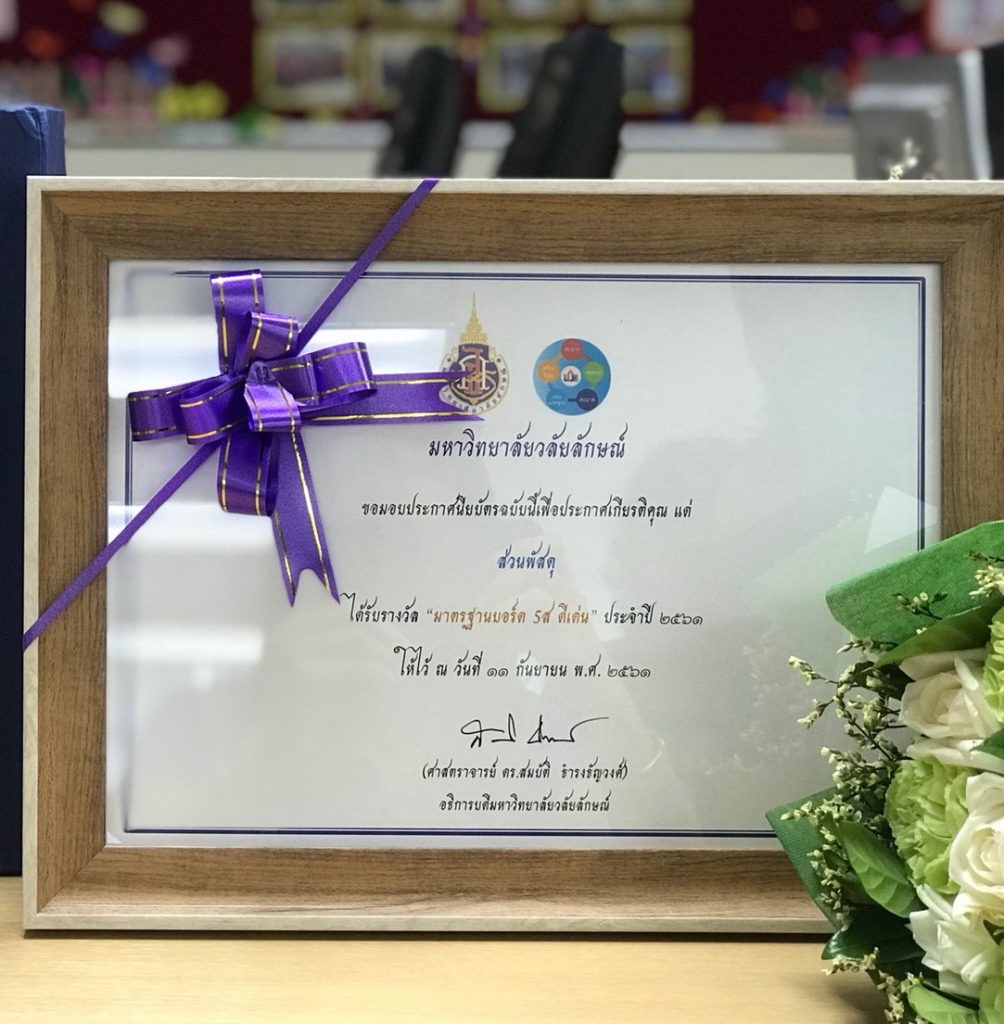 มหาวิทยาลัยวลัยลักษณ์
ขอมอบประกาศนียบัตรฉบับนี้เพื่อประกาศเกียรติคุณ แด่
ส่วนพัสดุ
ได้รับรางวัล “มาตรฐานบอร์ด 5ส ดีเด่น” ประจำปี ๒๕๖๑
ให้ไว้ ณ วันที่ ๑๑ กันยายน พ.ศ. ๒๕๖๑
(ศาสตราจารย์ ดร.สมบัติ ธำรงธัญวงศ์)
อธิการบดีมหาวิทยาลัยวลัยลักษณ์